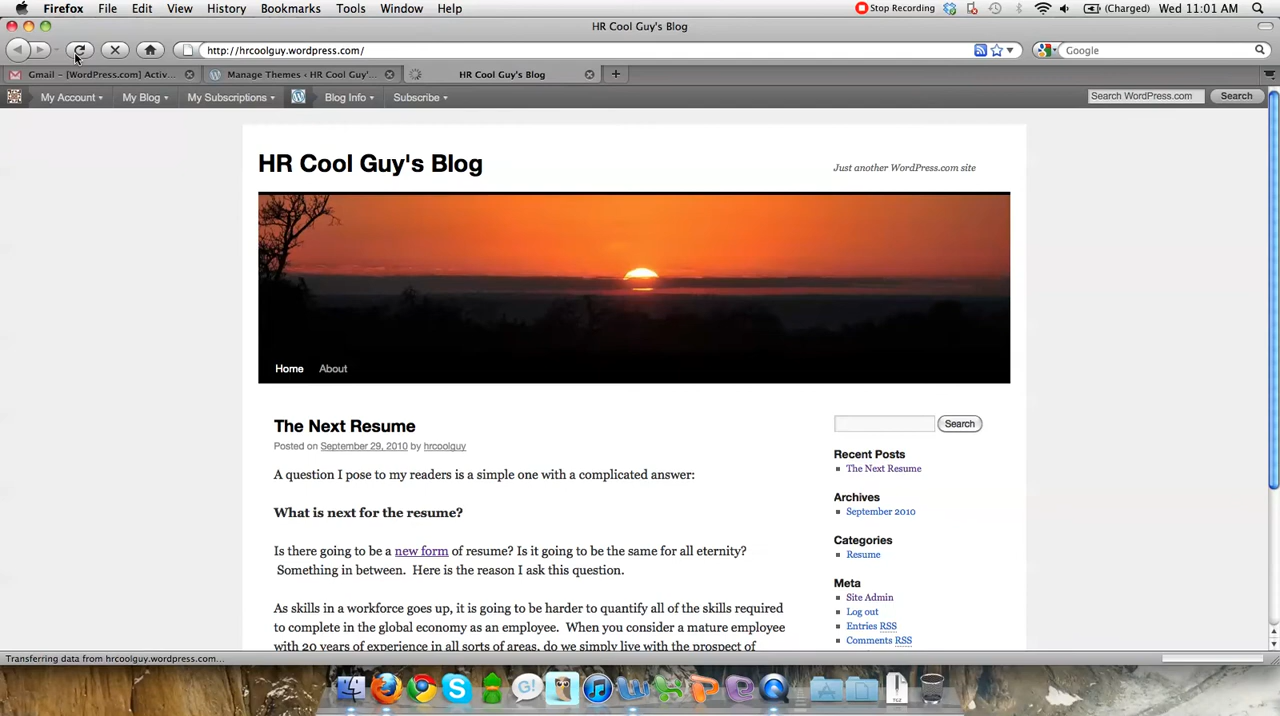 Firefox File Edit View History Bookmarks Tools Window Help Stop Recording (Charged) Wed 11:01 AM
HR Cool Guy's Blog
http://hrcoolguy.wordpress.com/ Google
Gmail – [WordPress.com] Activ... Manage Themes ‹ HR Cool Guy'... HR Cool Guy's Blog
My Account My Blog My Subscriptions Blog Info Subscribe Search WordPress.com Search
HR Cool Guy's Blog
Just another WordPress.com site
Home About
The Next Resume
Posted on September 29, 2010 by hrcoolguy
A question I pose to my readers is a simple one with a complicated answer:
What is next for the resume?
Is there going to be a new form of resume? Is it going to be the same for all eternity?
Something in between. Here is the reason I ask this question.
As skills in a workforce goes up, it is going to be harder to quantify all of the skills required
to complete in the global economy as an employee. When you consider a mature employee
with 20 years of experience in all sorts of areas, do we simply live with the prospect of
Search
Recent Posts
The Next Resume
Archives
September 2010
Categories
Resume
Meta
Site Admin
Log out
Entries RSS
Comments RSS
Transferring data from hrcoolguy.wordpress.com...